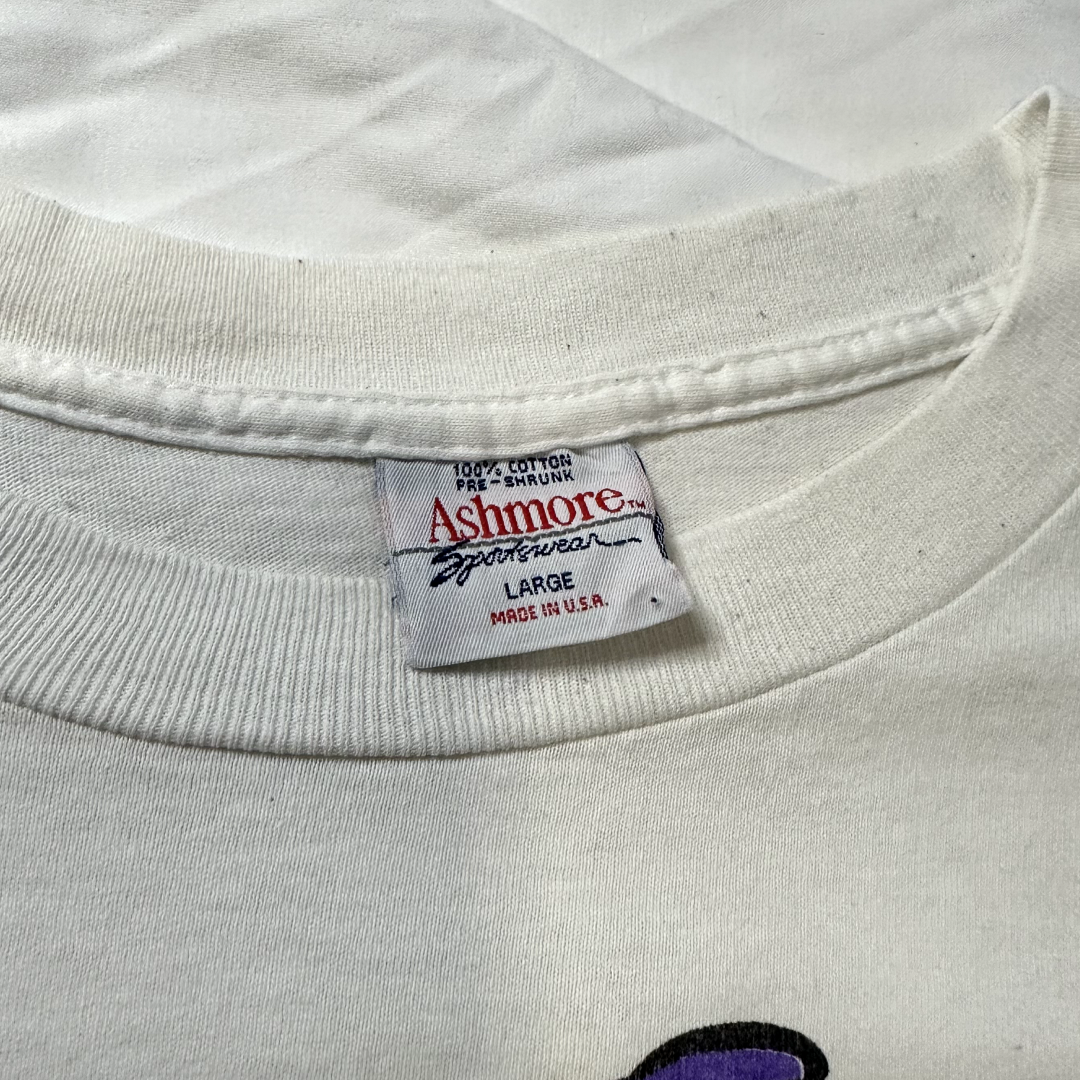 100% COTTON
PRE-SHRUNK
Ashmore™
Sportswear
LARGE
MADE IN U.S.A.